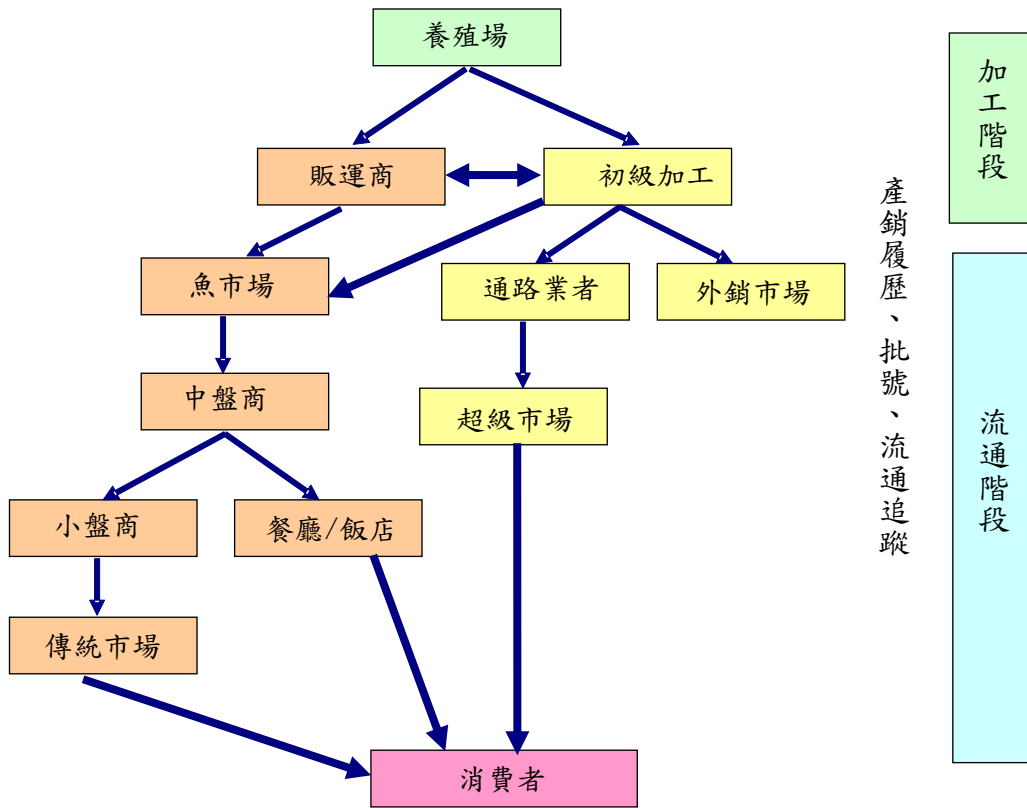 養殖場
販運商
初級加工
魚市場
通路業者
外銷市場
中盤商
超級市場
小盤商
餐廳/飯店
傳統市場
消費者
產銷履歷、批號、流通追蹤
加工階段
流通階段